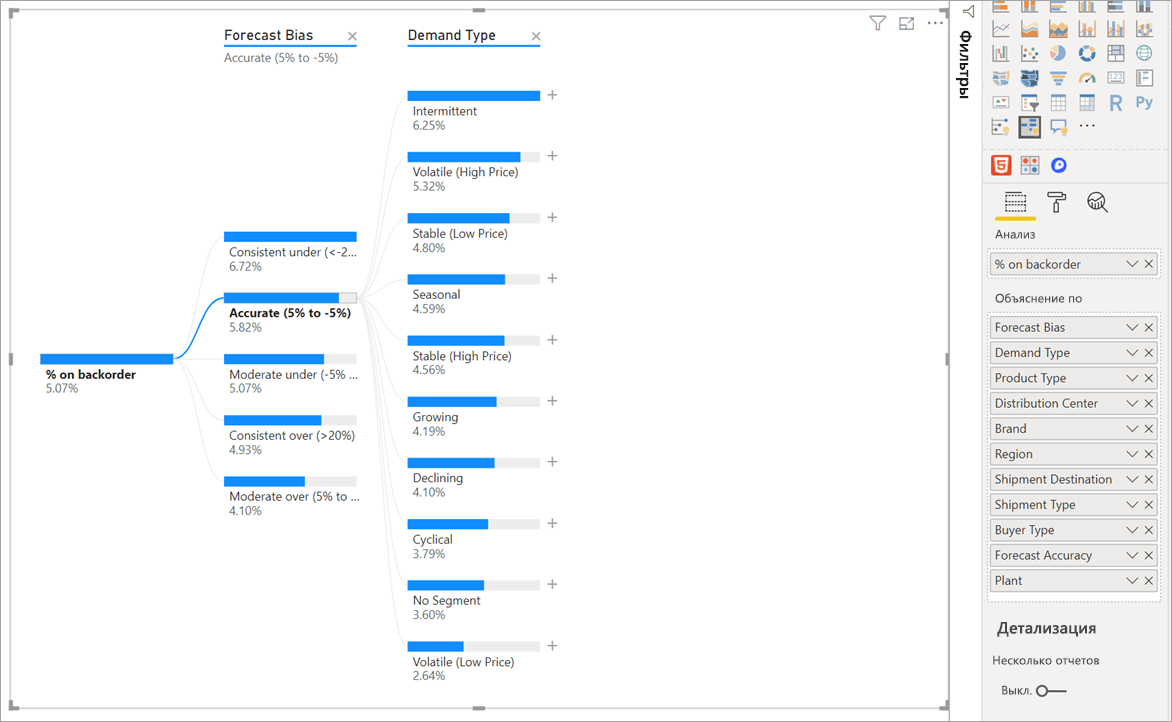 Forecast Bias
Accurate (5% to -5%)
Demand Type
% on backorder
5.07%
Consistent under (<-2...
6.72%
Accurate (5% to -5%)
5.82%
Moderate under (-5% ...
5.07%
Consistent over (>20%)
4.93%
Moderate over (5% to ...
4.10%
Intermittent
6.25%
Volatile (High Price)
5.32%
Stable (Low Price)
4.80%
Seasonal
4.59%
Stable (High Price)
4.56%
Growing
4.19%
Declining
4.10%
Cyclical
3.79%
No Segment
3.60%
Volatile (Low Price)
2.64%
Фильтры
123
R
Py
5
Анализ
% on backorder
Объяснение по
Forecast Bias
Demand Type
Product Type
Distribution Center
Brand
Region
Shipment Destination
Shipment Type
Buyer Type
Forecast Accuracy
Plant
Детализация
Несколько отчетов
Выкл.